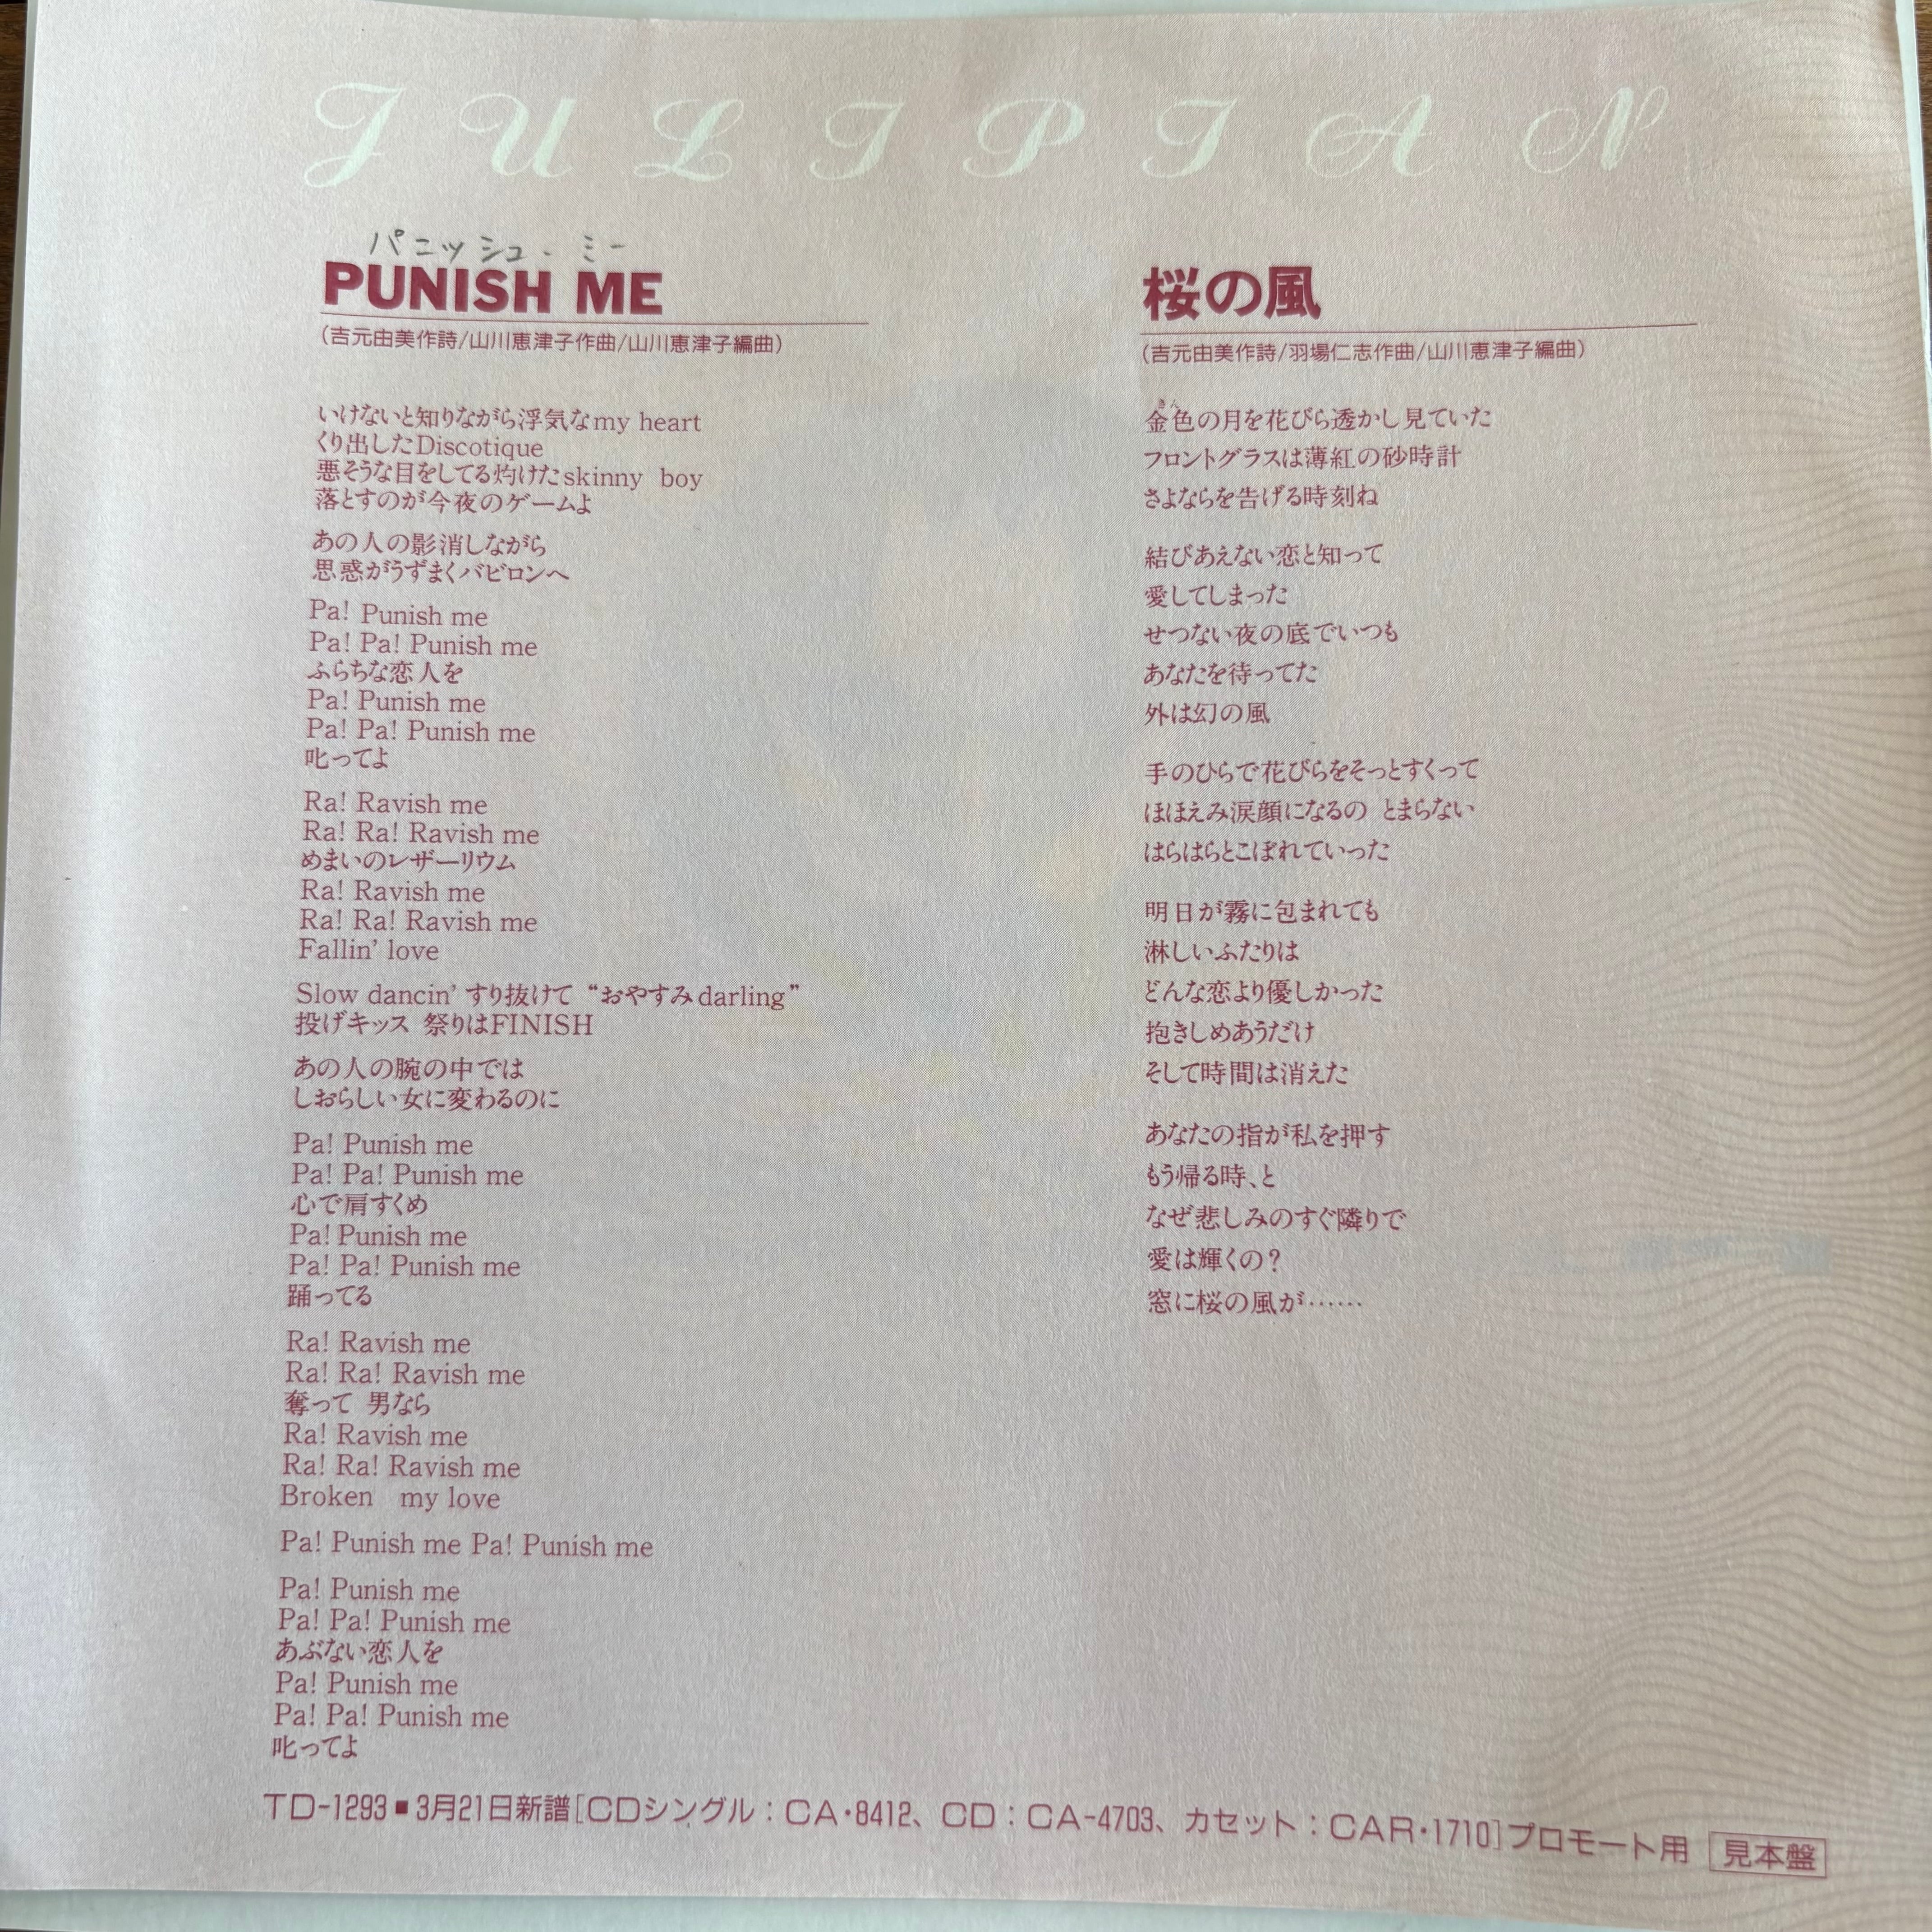 JULIPIAN
パニッシュ・ミー
PUNISH ME
(吉元由美作詩/山川恵津子作曲/山川恵津子編曲)
いけないと知りながら浮気なmy heart
くり出したDiscotique
悪そうな目をしてる灼けたskinny boy
落とすのが今夜のゲームよ
あの人の影消しながら
思惑がうずまくバビロンへ
Pa! Punish me
Pa! Pa! Punish me
ふらちな恋人を
Pa! Punish me
Pa! Pa! Punish me
叱ってよ
Ra! Ravish me
Ra! Ra! Ravish me
めまいのレザーリウム
Ra! Ravish me
Ra! Ra! Ravish me
Fallin' love
Slow dancin' すり抜けて “おやすみdarling”
投げキッス 祭りはFINISH
あの人の腕の中では
しおらしい女に変わるのに
Pa! Punish me
Pa! Pa! Punish me
心で肩すくめ
Pa! Punish me
Pa! Pa! Punish me
踊ってる
Ra! Ravish me
Ra! Ra! Ravish me
奪って 男なら
Ra! Ravish me
Ra! Ra! Ravish me
Broken my love
Pa! Punish me Pa! Punish me
Pa! Punish me
Pa! Pa! Punish me
あぶない恋人を
Pa! Punish me
Pa! Pa! Punish me
叱ってよ
桜の風
(吉元由美作詩/羽場仁志作曲/山川恵津子編曲)
きん
金色の月を花びら透かし見ていた
フロントグラスは薄紅の砂時計
さよならを告げる時刻ね
結びあえない恋と知って
愛してしまった
せつない夜の底でいつも
あなたを待ってた
外は幻の風
手のひらで花びらをそっとすくって
ほほえみ涙顔になるの とまらない
はらはらとこぼれていった
明日が霧に包まれても
淋しいふたりは
どんな恋より優しかった
抱きしめあうだけ
そして時間は消えた
あなたの指が私を押す
もう帰る時、と
なぜ悲しみのすぐ隣りで
愛は輝くの?
窓に桜の風が……
TD-1293■3月21日新譜[CDシングル:CA・8412、CD:CA-4703、カセット:CAR・1710]プロモート用 見本盤